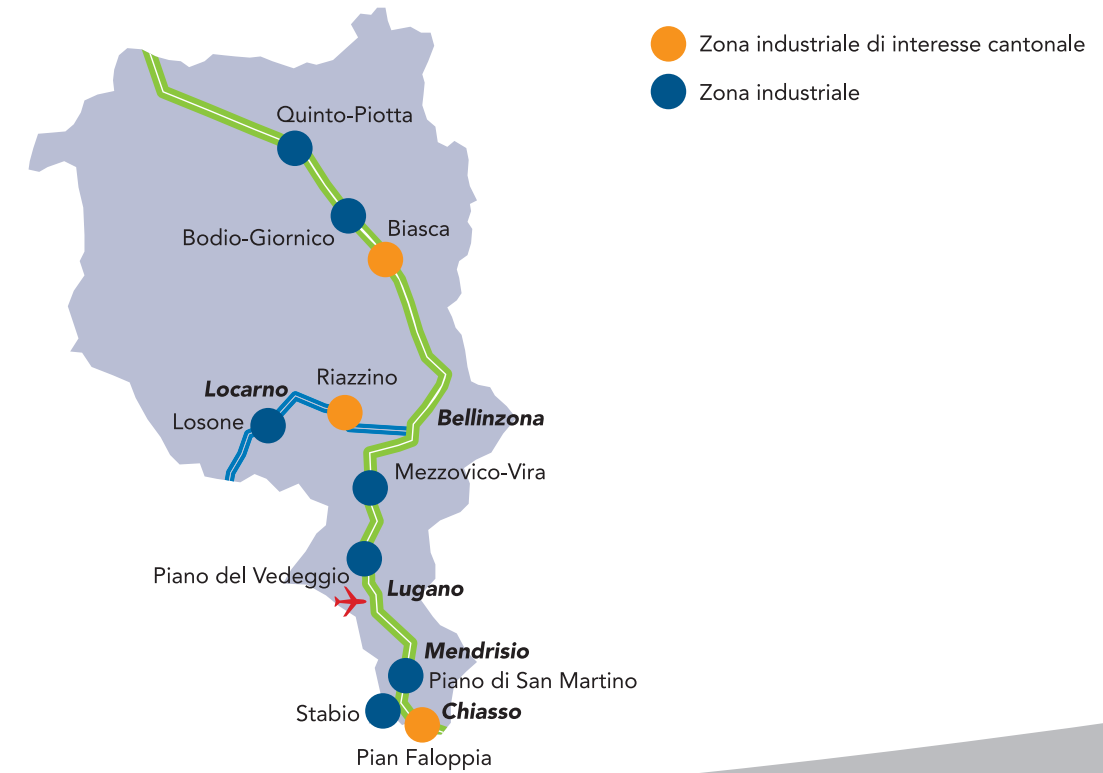 Zona industriale di interesse cantonale
Zona industriale
Quinto-Piotta
Bodio-Giornico
Biasca
Riazzino
Locarno
Losone
Bellinzona
Mezzovico-Vira
Piano del Vedeggio
Lugano
Mendrisio
Piano di San Martino
Stabio
Chiasso
Pian Faloppia